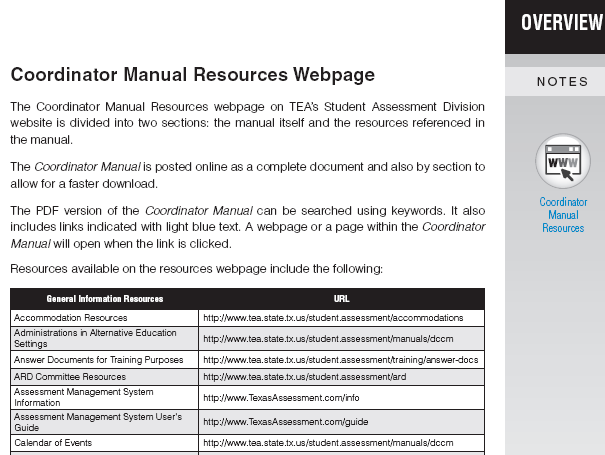 OVERVIEW
NOTES
Coordinator Manual Resources Webpage
The Coordinator Manual Resources webpage on TEA's Student Assessment Division
website is divided into two sections: the manual itself and the resources referenced in
the manual.
The Coordinator Manual is posted online as a complete document and also by section to
allow for a faster download.
The PDF version of the Coordinator Manual can be searched using keywords. It also
includes links indicated with light blue text. A webpage or a page within the Coordinator
Manual will open when the link is clicked.
Resources available on the resources webpage include the following:
WWW
Coordinator
Manual
Resources
General Information Resources URL
Accommodation Resources http://www.tea.state.tx.us/student.assessment/accommodations
Administrations in Alternative Education
Settings http://www.tea.state.tx.us/student.assessment/manuals/dccm
Answer Documents for Training Purposes http://www.tea.state.tx.us/student.assessment/training/answer-docs
ARD Committee Resources http://www.tea.state.tx.us/student.assessment/ard
Assessment Management System
Information http://www.TexasAssessment.com/info
Assessment Management System User's
Guide http://www.TexasAssessment.com/guide
Calendar of Events http://www.tea.state.tx.us/student.assessment/manuals/dccm